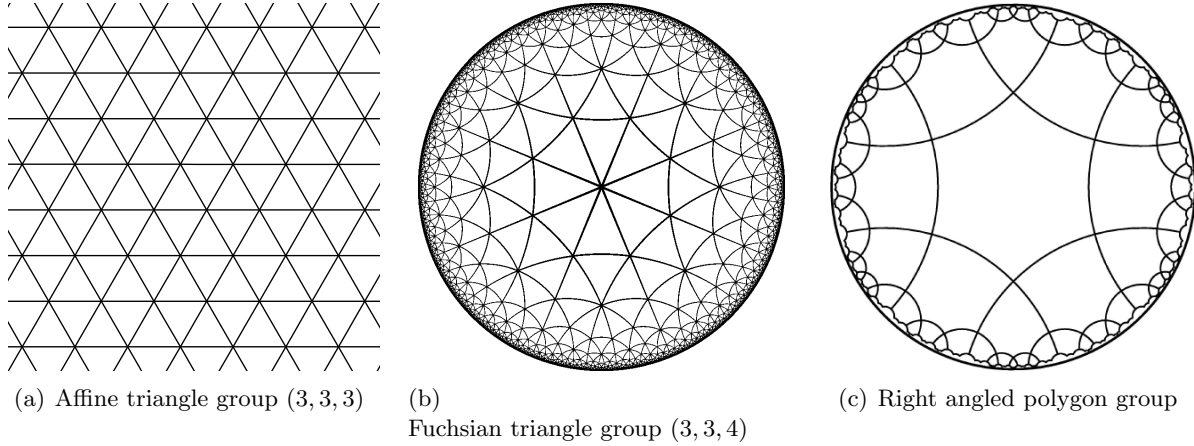 (a) Affine triangle group (3, 3, 3)
(b)
Fuchsian triangle group (3, 3, 4)
(c) Right angled polygon group